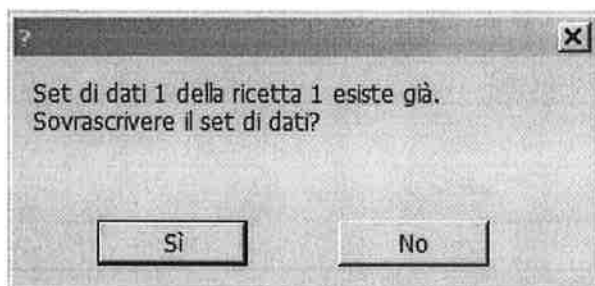 ?
Set di dati 1 della ricetta 1 esiste già.
Sovrascrivere il set di dati?
Sì
No